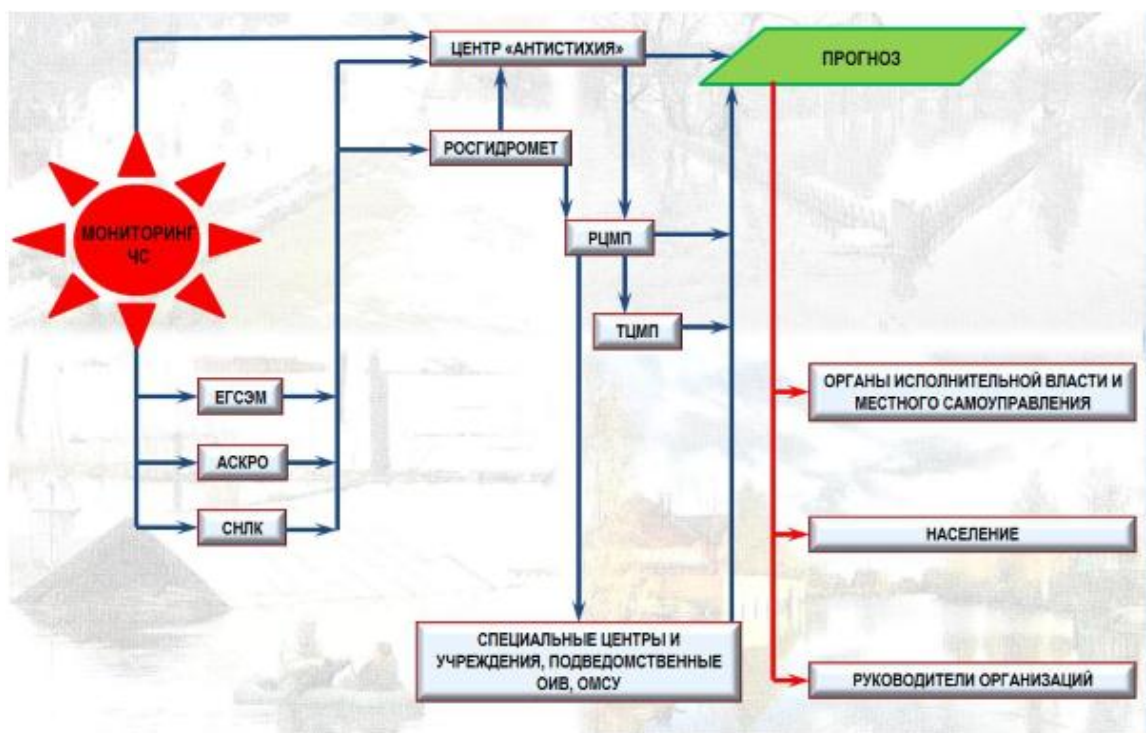 ЦЕНТР «АНТИСТИХИЯ»
ПРОГНОЗ
РОСГИДРОМЕТ
МОНИТОРИНГ
ЧС
РЦМП
ТЦМП
ЕГСЭМ
АСКРО
СНЛК
ОРГАНЫ ИСПОЛНИТЕЛЬНОЙ ВЛАСТИ И
МЕСТНОГО САМОУПРАВЛЕНИЯ
НАСЕЛЕНИЕ
СПЕЦИАЛЬНЫЕ ЦЕНТРЫ И
УЧРЕЖДЕНИЯ, ПОДВЕДОМСТВЕННЫЕ
ОИВ, ОМСУ
РУКОВОДИТЕЛИ ОРГАНИЗАЦИЙ